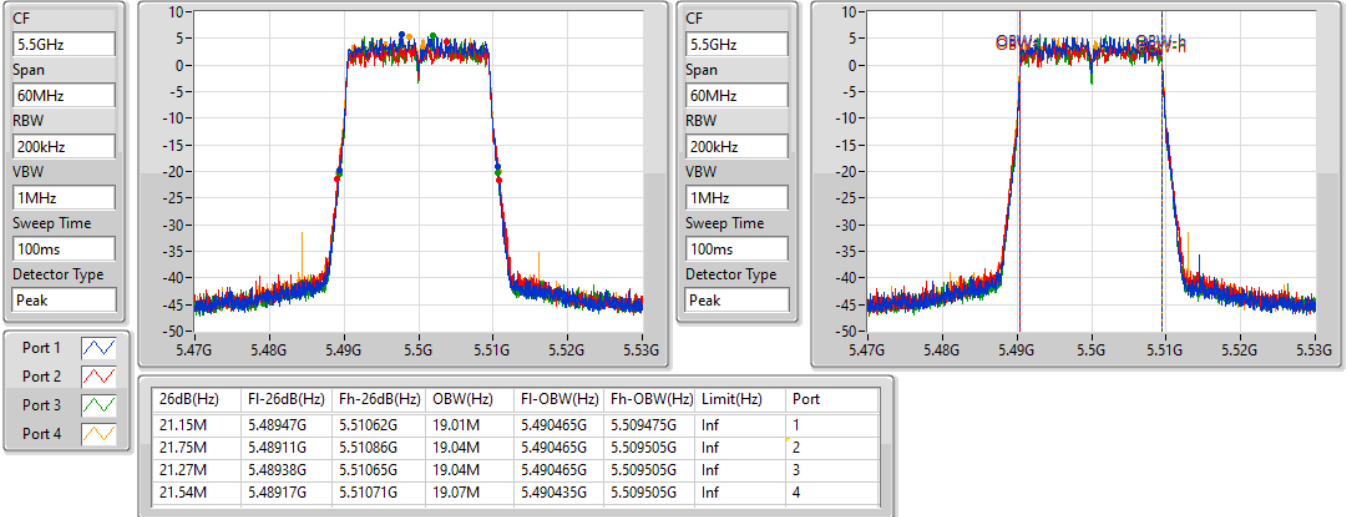 CF
5.5GHz
Span
60MHz
RBW
200kHz
VBW
1MHz
Sweep Time
100ms
Detector Type
Peak
10
5
0
-5
-10
-15
-20
-25
-30
-35
-40
-45
-50
5.47G 5.48G 5.49G 5.5G 5.51G 5.52G 5.53G
CF
5.5GHz
Span
60MHz
RBW
200kHz
VBW
1MHz
Sweep Time
100ms
Detector Type
Peak
10
5
0
-5
-10
-15
-20
-25
-30
-35
-40
-45
-50
OBW-h
5.47G 5.48G 5.49G 5.5G 5.51G 5.52G 5.53G
Port 1
Port 2
Port 3
Port 4
26dB(Hz) Fl-26dB(Hz) Fh-26dB(Hz) OBW(Hz) Fl-OBW(Hz) Fh-OBW(Hz) Limit(Hz) Port
21.15M 5.48947G 5.51062G 19.01M 5.490465G 5.509475G Inf 1
21.75M 5.48911G 5.51086G 19.04M 5.490465G 5.509505G Inf 2
21.27M 5.48938G 5.51065G 19.04M 5.490465G 5.509505G Inf 3
21.54M 5.48917G 5.51071G 19.07M 5.490435G 5.509505G Inf 4